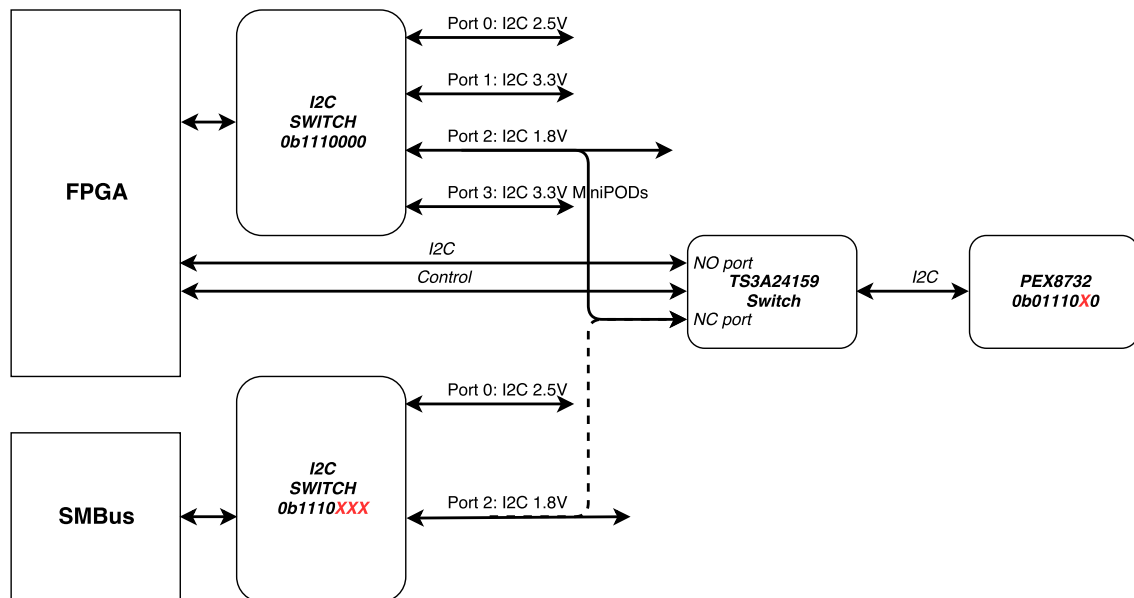 Port 0: I2C 2.5V
Port 1: I2C 3.3V
I2C
SWITCH
0b1110000
Port 2: I2C 1.8V
FPGA
Port 3: I2C 3.3V MiniPODs
I2C
NO port
Control
TS3A24159
Switch
NC port
I2C
PEX8732
0b01110X0
Port 0: I2C 2.5V
I2C
SWITCH
0b1110XXX
Port 2: I2C 1.8V
SMBus